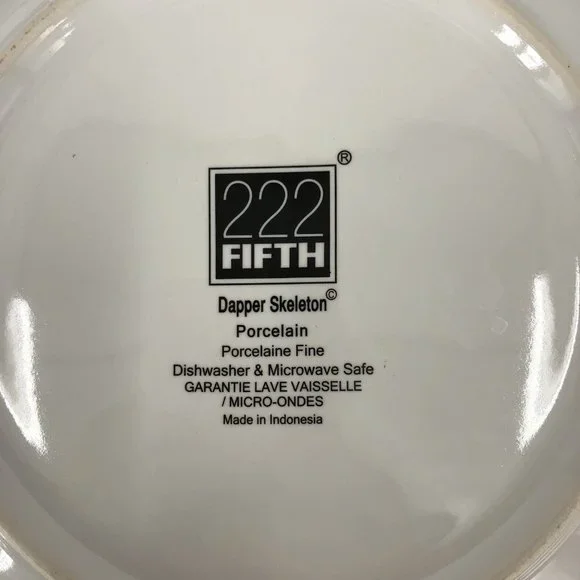 222
FIFTH ®
Dapper Skeleton ©
Porcelain
Porcelaine Fine
Dishwasher & Microwave Safe
GARANTIE LAVE VAISSELLE
/ MICRO-ONDES
Made in Indonesia